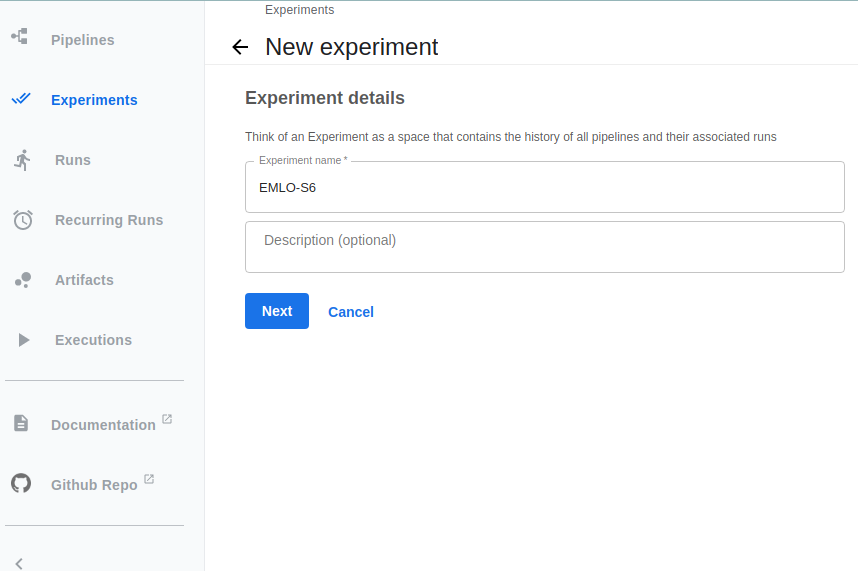 Pipelines
Experiments
Runs
Recurring Runs
Artifacts
Executions
Documentation
Github Repo
Experiments
New experiment
Experiment details
Think of an Experiment as a space that contains the history of all pipelines and their associated runs
Experiment name *
EMLO-S6
Description (optional)
Next
Cancel